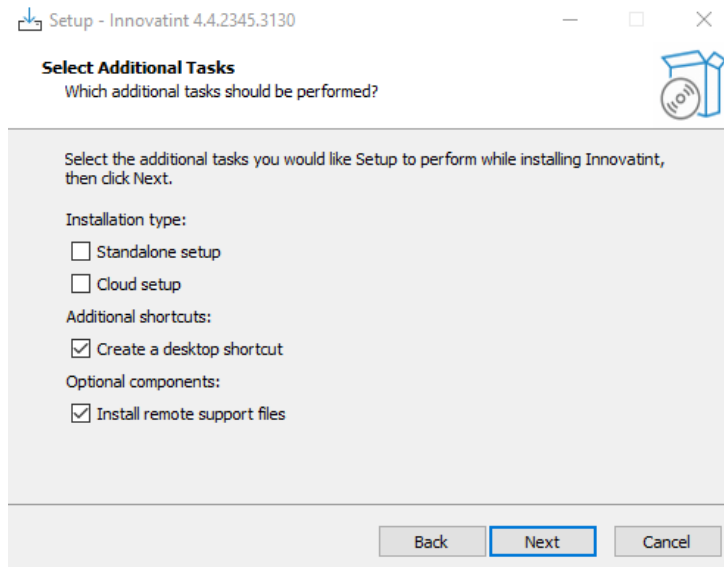 Setup - Innovatint 4.4.2345.3130
Select Additional Tasks
Which additional tasks should be performed?
Select the additional tasks you would like Setup to perform while installing Innovatint,
then click Next.
Installation type:
Standalone setup
Cloud setup
Additional shortcuts:
Create a desktop shortcut
Optional components:
Install remote support files
Back
Next
Cancel